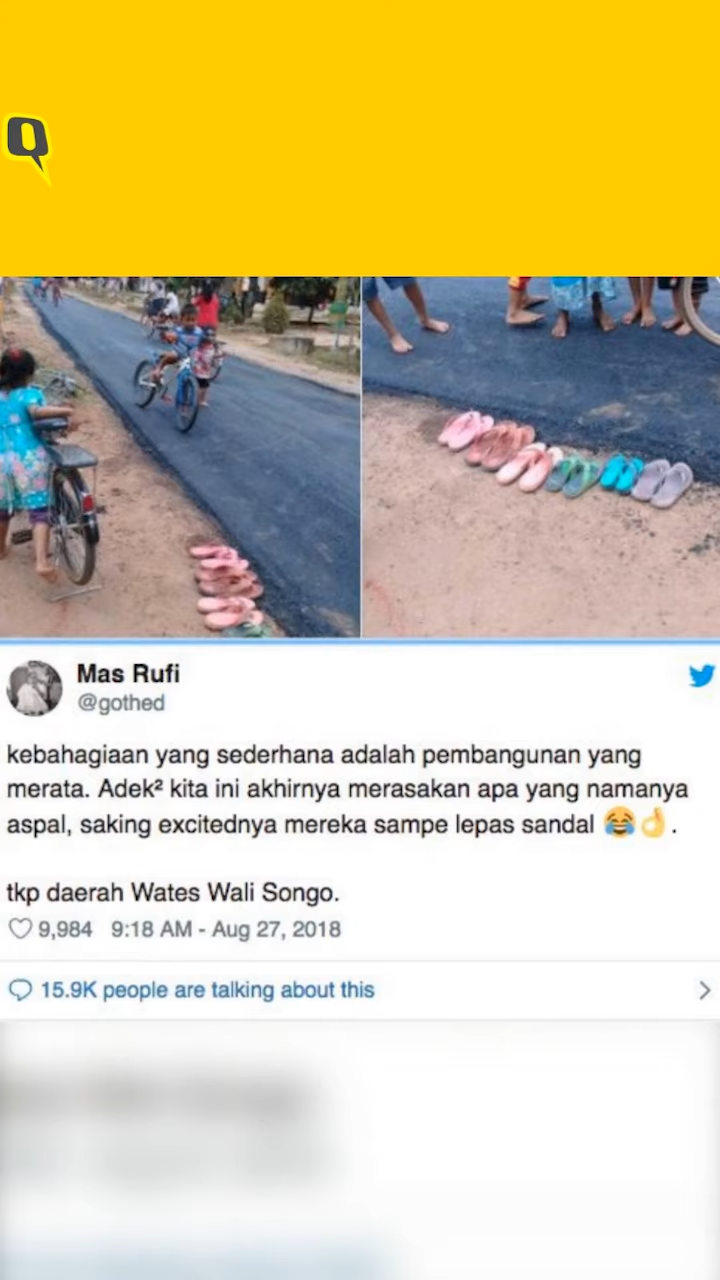 Q
Mas Rufi
@gothed
kebahagiaan yang sederhana adalah pembangunan yang
merata. Adek² kita ini akhirnya merasakan apa yang namanya
aspal, saking excitednya mereka sampe lepas sandal 😂👌.
tkp daerah Wates Wali Songo.
9,984 9:18 AM - Aug 27, 2018
15.9K people are talking about this